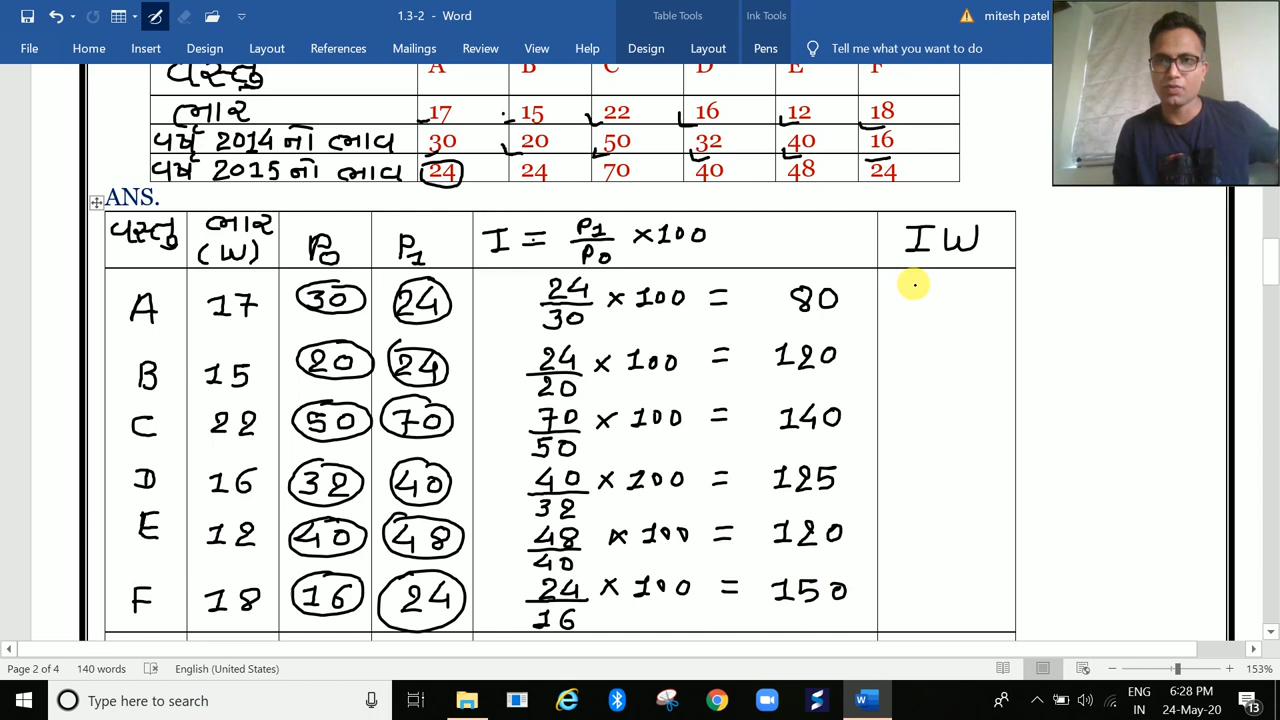 1.3-2 - Word
Table Tools
Ink Tools
mitesh patel
File Home Insert Design Layout References Mailings Review View Help Design Layout Pens Tell me what you want to do
વસ્તુ A B C D E F
ભાર 17 15 22 16 12 18
વર્ષ 2014 નો ભાવ 30 20 50 32 40 16
વર્ષ 2015 નો ભાવ 24 24 70 40 48 24
ANS.
વસ્તુ ભાર (W) P0 P1 I = P1/P0 ×100 IW
A 17 30 24 24/30 × 100 = 80
B 15 20 24 24/20 × 100 = 120
C 22 50 70 70/50 × 100 = 140
D 16 32 40 40/32 × 100 = 125
E 12 40 48 48/40 × 100 = 120
F 18 16 24 24/16 × 100 = 150
Page 2 of 4 140 words English (United States) 153%
Type here to search
ENG
IN
6:28 PM
24-May-20
13